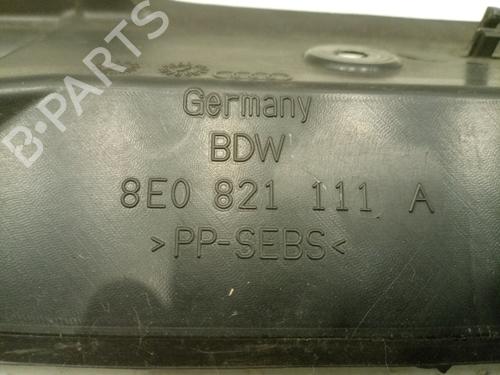 B-PARTS
Germany
BDW
8E0 821 111 A
>PP-SEBS<